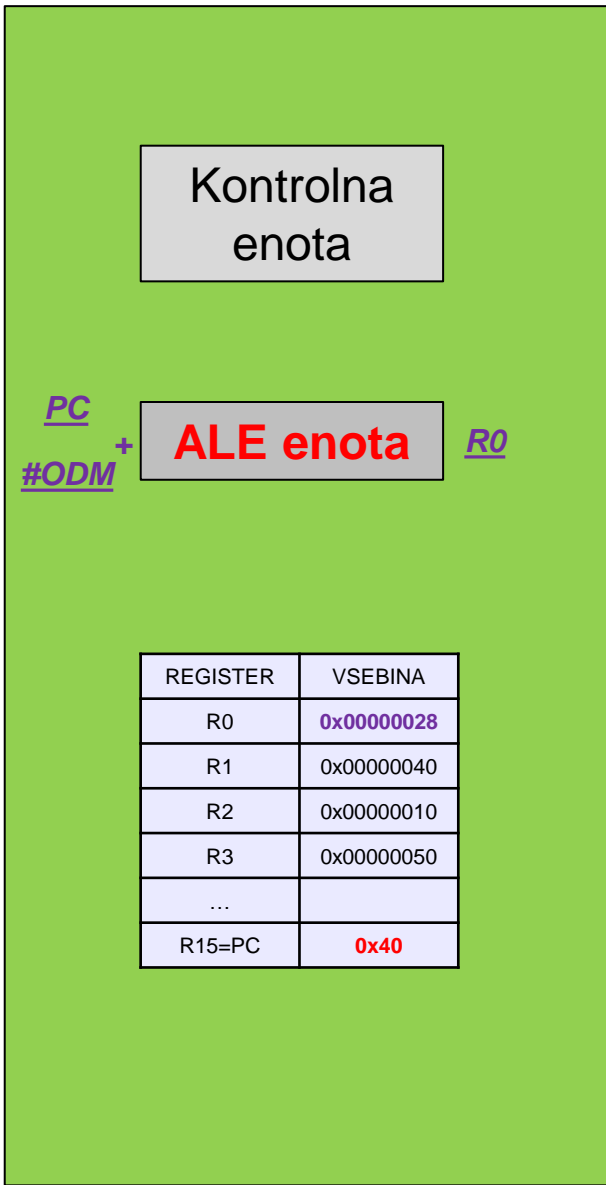 Kontrolna
enota
PC
+
#ODM
ALE enota
R0
REGISTER VSEBINA
R0 0x00000028
R1 0x00000040
R2 0x00000010
R3 0x00000050
…
R15=PC 0x40